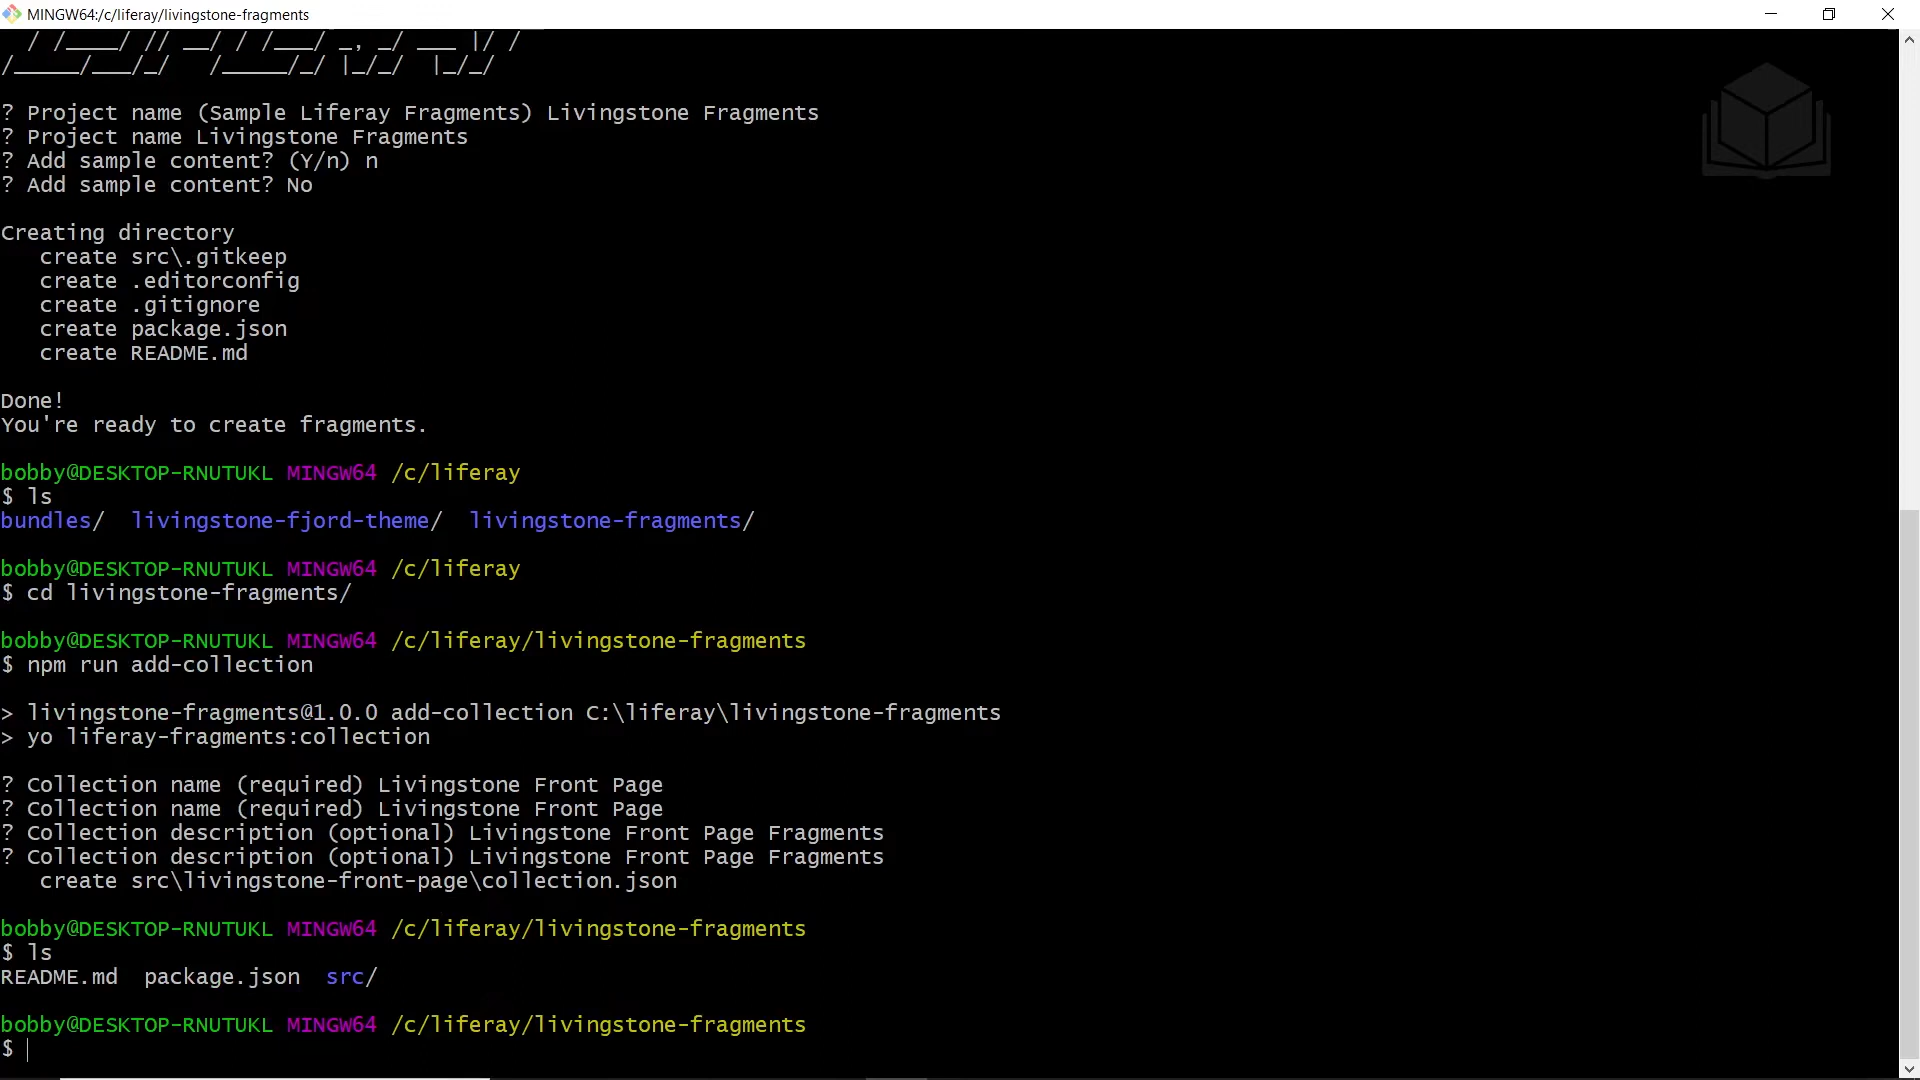 MINGW64:/c/liferay/livingstone-fragments
/ /____/ // __/ / /___/ _, _/ ___ |/ /
/_____/___/_/   /_____/_/ |_/_/  |_/_/
? Project name (Sample Liferay Fragments) Livingstone Fragments
? Project name Livingstone Fragments
? Add sample content? (Y/n) n
? Add sample content? No
Creating directory
create src\.gitkeep
create .editorconfig
create .gitignore
create package.json
create README.md
Done!
You're ready to create fragments.
bobby@DESKTOP-RNUTUKL MINGW64 /c/liferay
$ ls
bundles/  livingstone-fjord-theme/  livingstone-fragments/
bobby@DESKTOP-RNUTUKL MINGW64 /c/liferay
$ cd livingstone-fragments/
bobby@DESKTOP-RNUTUKL MINGW64 /c/liferay/livingstone-fragments
$ npm run add-collection
> livingstone-fragments@1.0.0 add-collection C:\liferay\livingstone-fragments
> yo liferay-fragments:collection
? Collection name (required) Livingstone Front Page
? Collection name (required) Livingstone Front Page
? Collection description (optional) Livingstone Front Page Fragments
? Collection description (optional) Livingstone Front Page Fragments
create src\livingstone-front-page\collection.json
bobby@DESKTOP-RNUTUKL MINGW64 /c/liferay/livingstone-fragments
$ ls
README.md  package.json  src/
bobby@DESKTOP-RNUTUKL MINGW64 /c/liferay/livingstone-fragments
$